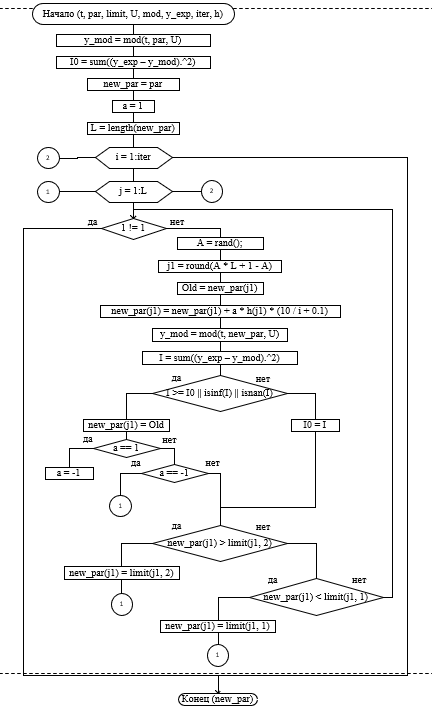 Начало (t, par, limit, U, mod, y_exp, iter, h)
y_mod = mod(t, par, U)
I0 = sum((y_exp – y_mod).^2)
new_par = par
a = 1
L = length(new_par)
2
i = 1:iter
1
j = 1:L
2
да
1 != 1
нет
A = rand();
j1 = round(A * L + 1 - A)
Old = new_par(j1)
new_par(j1) = new_par(j1) + a * h(j1) * (10 / i + 0.1)
y_mod = mod(t, new_par, U)
I = sum((y_exp – y_mod).^2)
да
нет
I >= I0 || isinf(I) || isnan(I)
new_par(j1) = Old
I0 = I
да
a == 1
нет
a = -1
да
a == -1
нет
1
да
нет
new_par(j1) > limit(j1, 2)
new_par(j1) = limit(j1, 2)
да
нет
new_par(j1) < limit(j1, 1)
1
new_par(j1) = limit(j1, 1)
1
Конец (new_par)